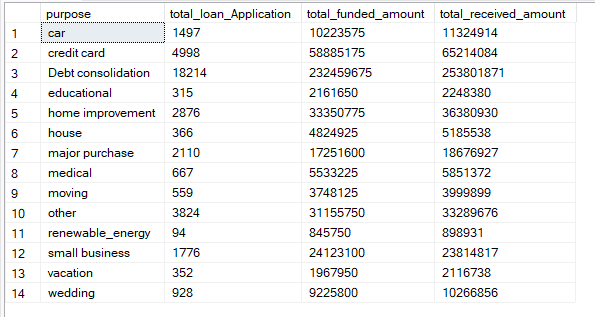 purpose total_loan_Application total_funded_amount total_received_amount
1 car 1497 10223575 11324914
2 credit card 4998 58885175 65214084
3 Debt consolidation 18214 232459675 253801871
4 educational 315 2161650 2248380
5 home improvement 2876 33350775 36380930
6 house 366 4824925 5185538
7 major purchase 2110 17251600 18676927
8 medical 667 5533225 5851372
9 moving 559 3748125 3999899
10 other 3824 31155750 33289676
11 renewable_energy 94 845750 898931
12 small business 1776 24123100 23814817
13 vacation 352 1967950 2116738
14 wedding 928 9225800 10266856